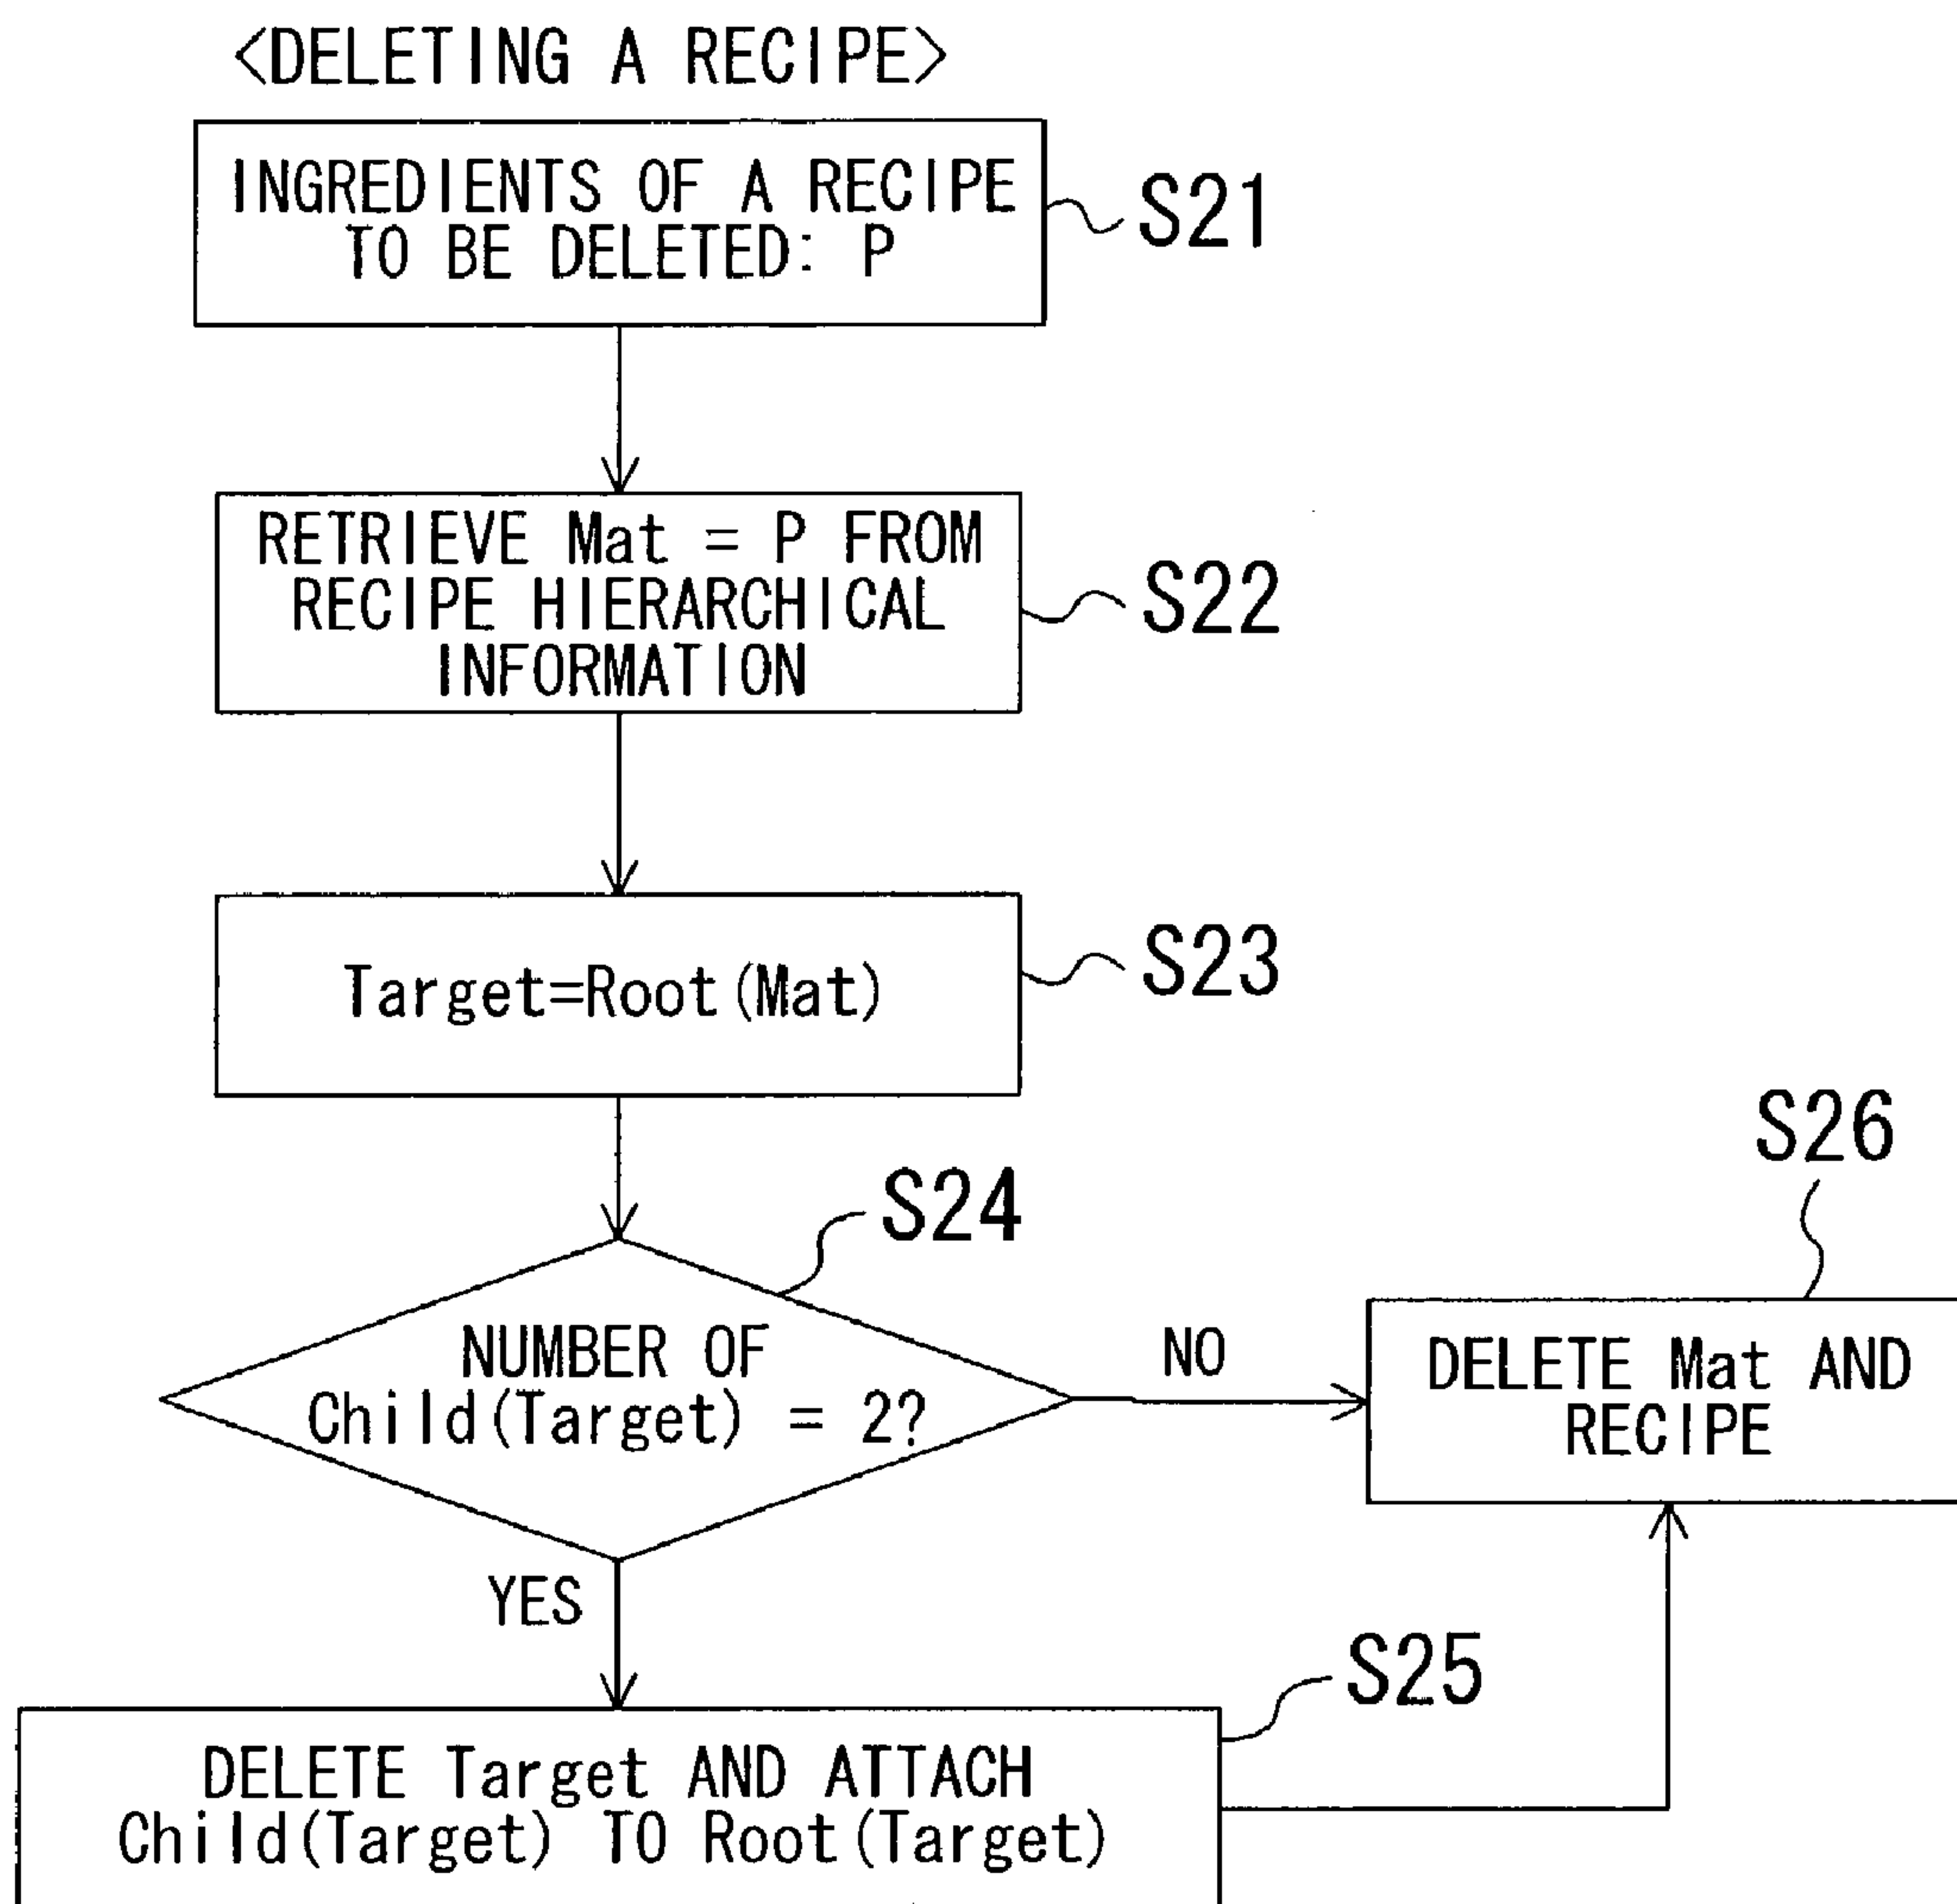 <DELETING A RECIPE>
INGREDIENTS OF A RECIPE
TO BE DELETED: P
S21
RETRIEVE Mat = P FROM
RECIPE HIERARCHICAL
INFORMATION
S22
Target=Root(Mat)
S23
S24
NUMBER OF
Child(Target) = 2?
NO
S26
DELETE Mat AND
RECIPE
YES
S25
DELETE Target AND ATTACH
Child(Target) TO Root(Target)